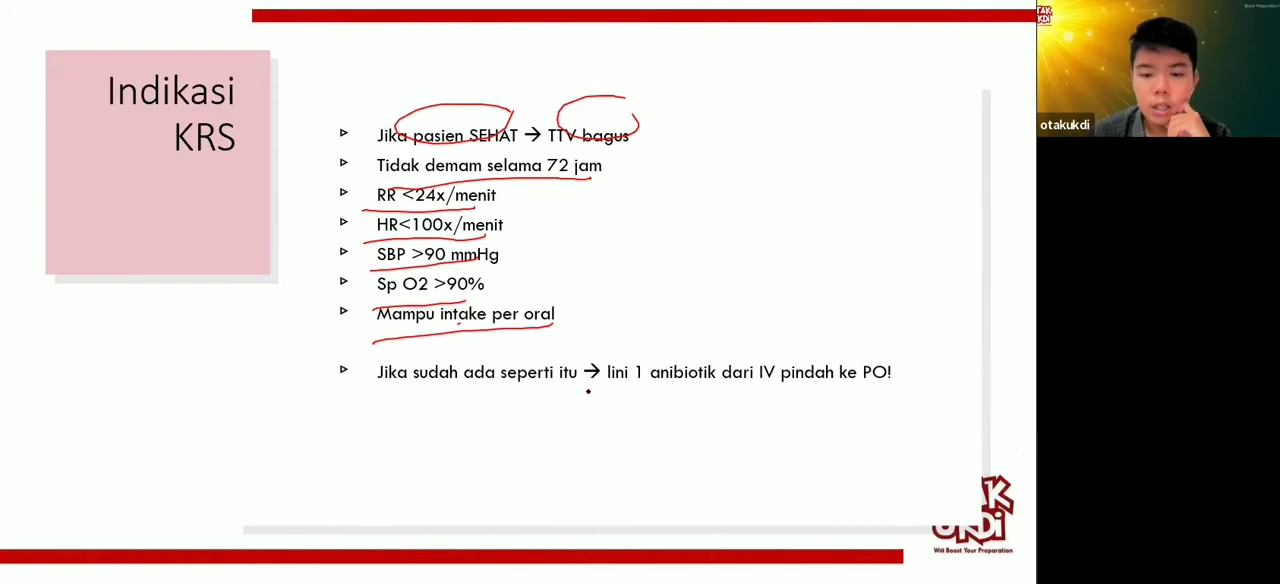 Indikasi
KRS
Jika pasien SEHAT → TTV bagus
Tidak demam selama 72 jam
RR <24x/menit
HR<100x/menit
SBP >90 mmHg
Sp O2 >90%
Mampu intake per oral
Jika sudah ada seperti itu → lini 1 anibiotik dari IV pindah ke PO!
otakukdi
UKDi
Will Boost Your Preparation